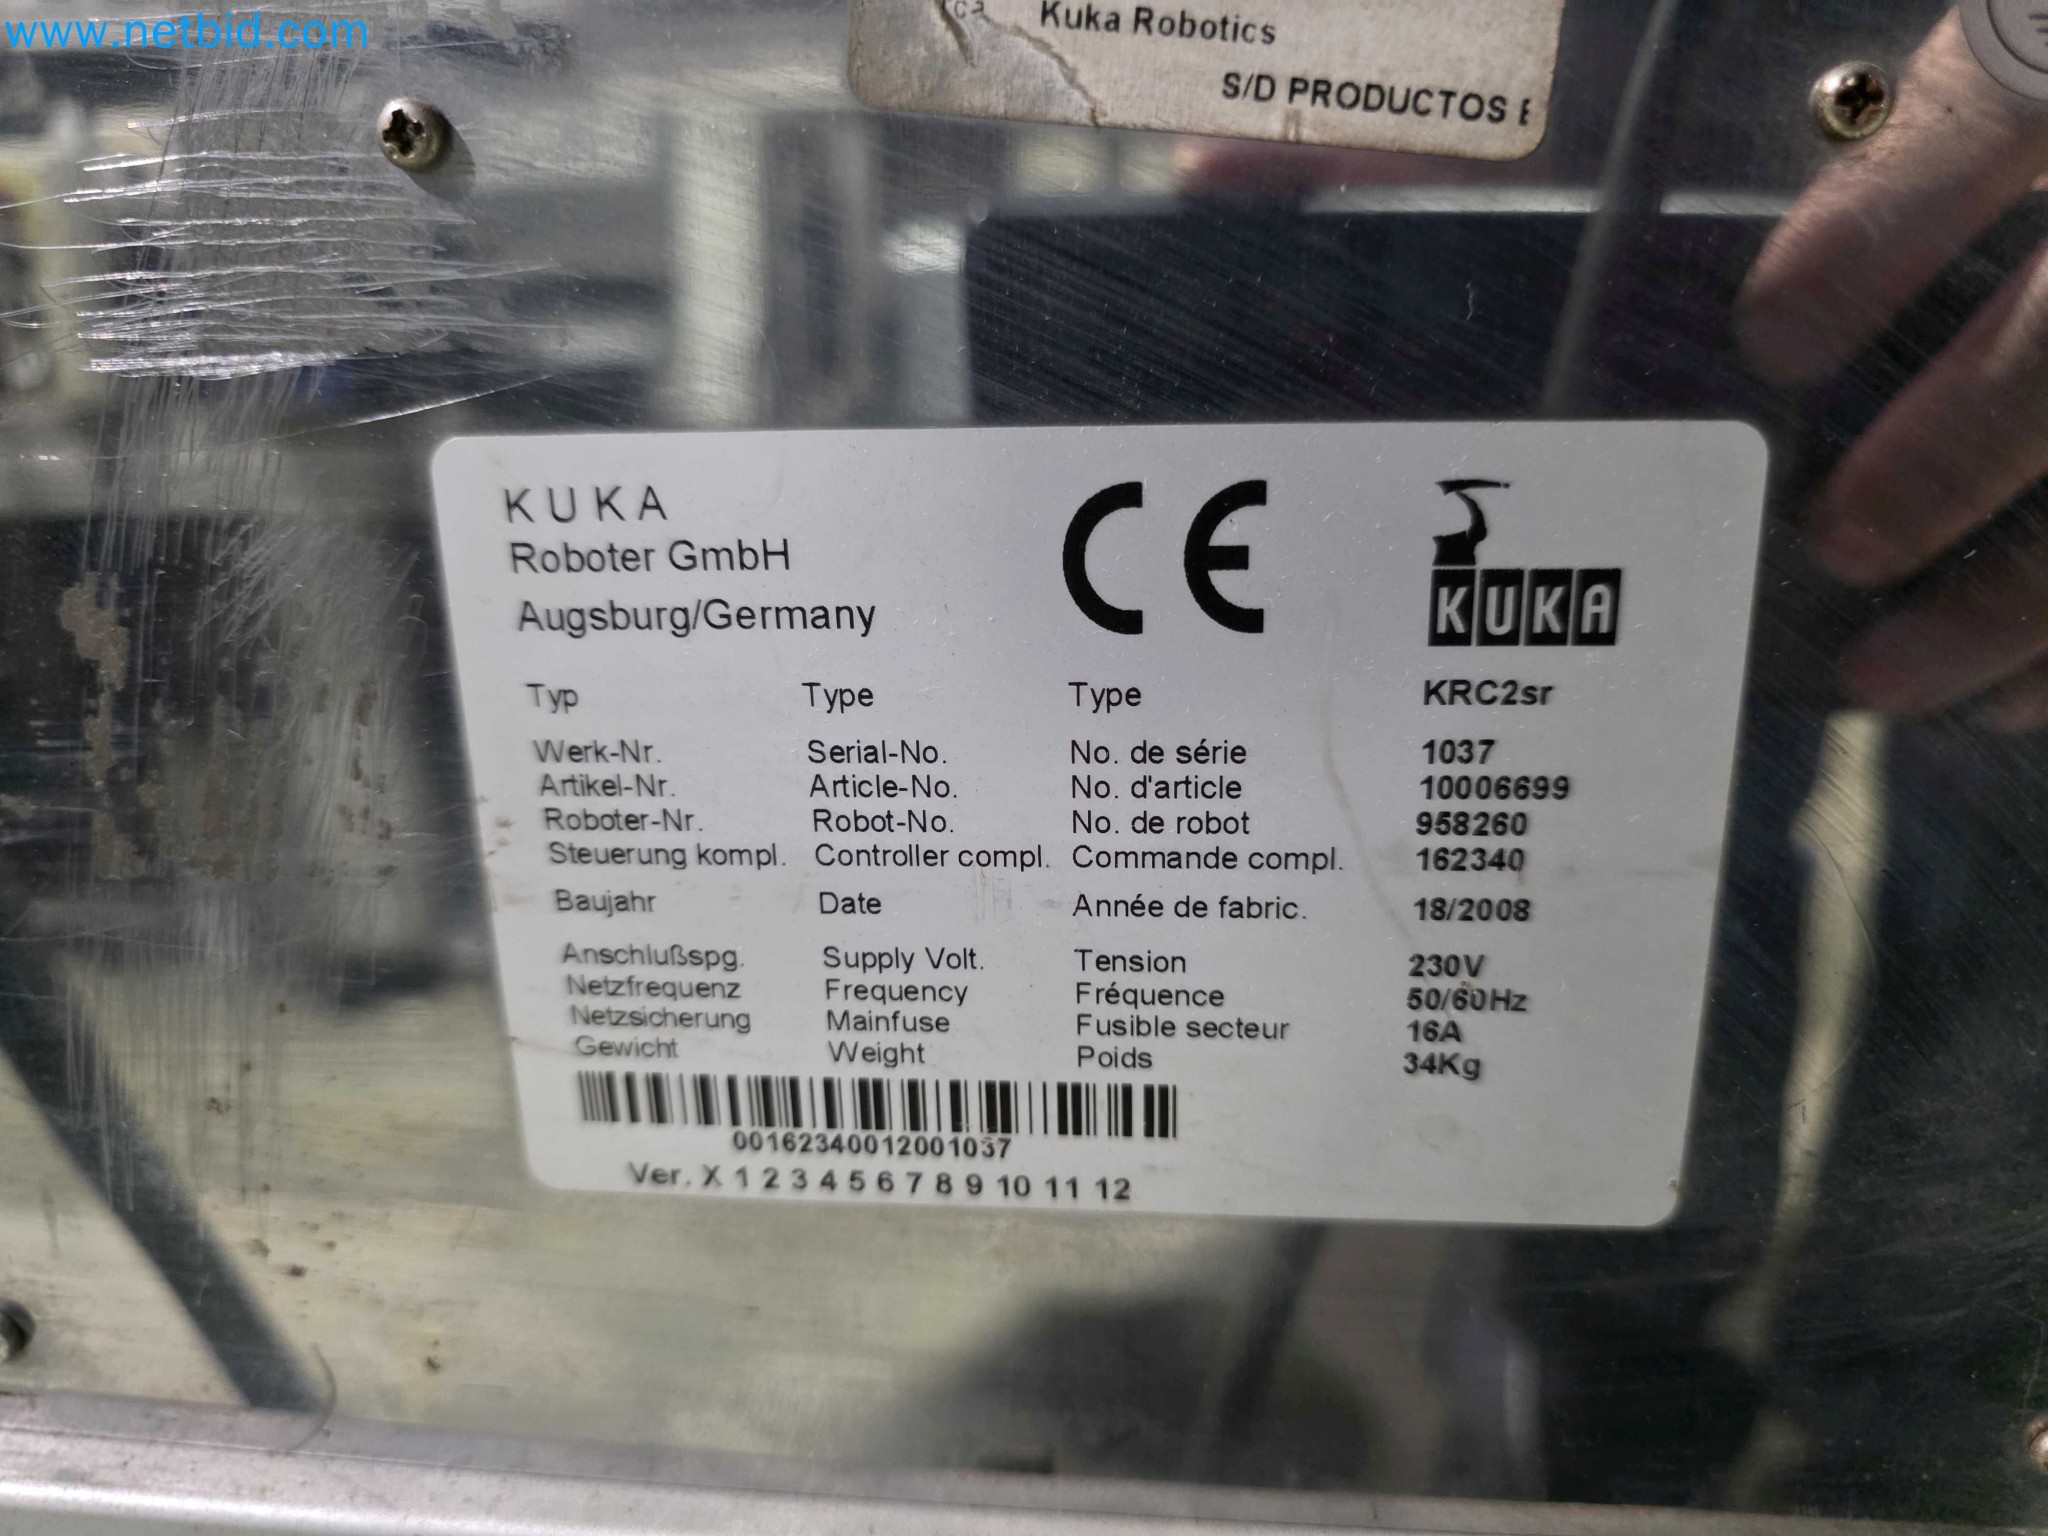 www.netbid.com
Kuka Robotics
S/D PRODUCTOS
KUKA
Roboter GmbH
Augsburg/Germany
CE
KUKA
Typ Type Type KRC2sr
Werk-Nr. Serial-No. No. de série 1037
Artikel-Nr. Article-No. No. d'article 10006699
Roboter-Nr. Robot-No. No. de robot 958260
Steuerung kompl. Controller compl. Commande compl. 162340
Baujahr Date Année de fabric. 18/2008
Anschlußspg. Supply Volt. Tension 230V
Netzfrequenz Frequency Fréquence 50/60Hz
Netzsicherung Mainfuse Fusible secteur 16A
Gewicht Weight Poids 34Kg
00162340012001037
Ver. X 1 2 3 4 5 6 7 8 9 10 11 12